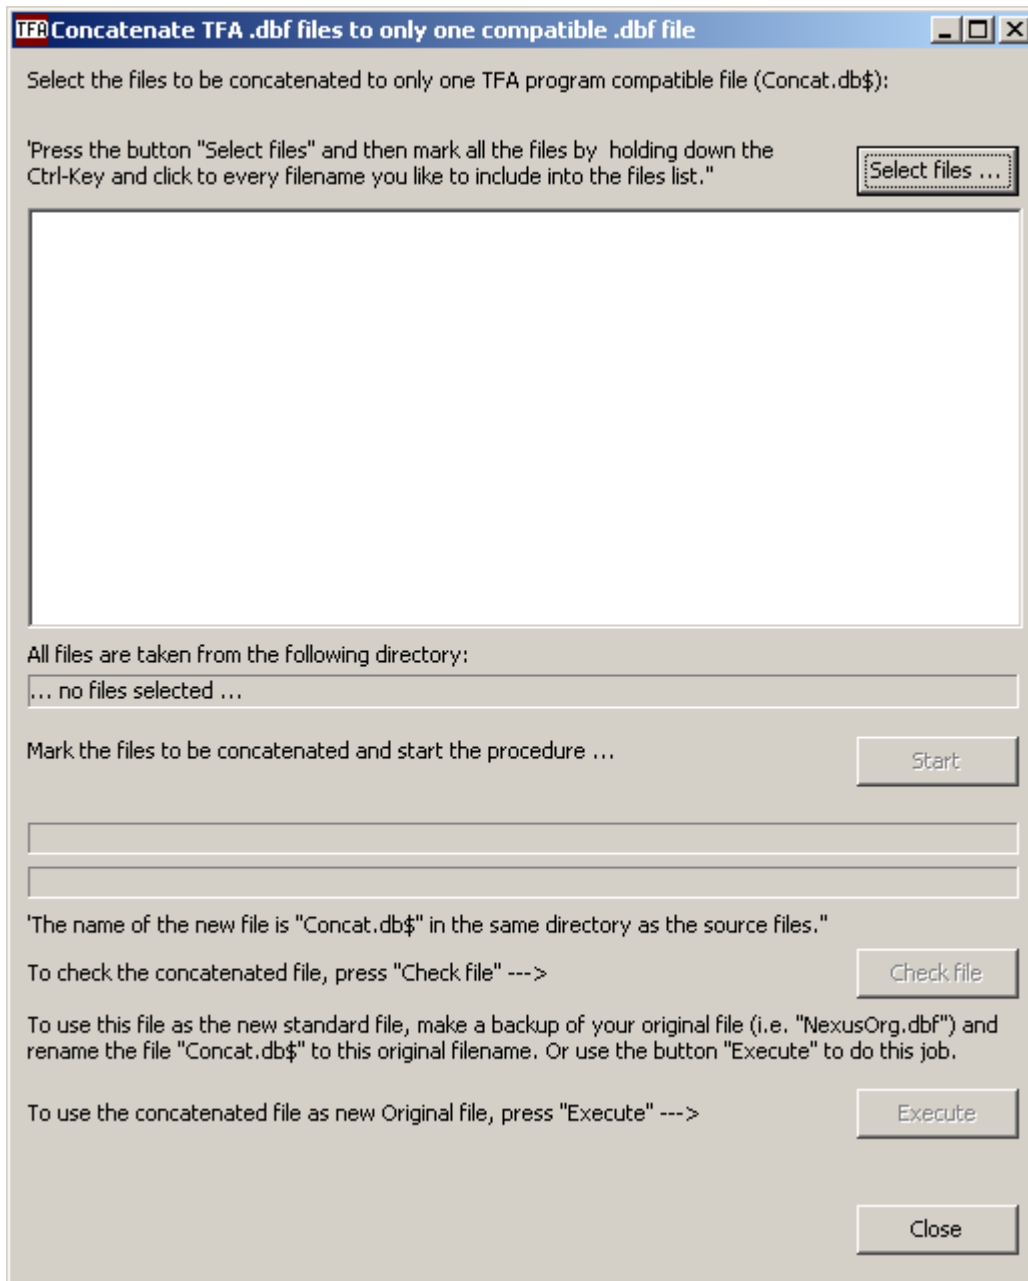 TFA Concatenate TFA .dbf files to only one compatible .dbf file
Select the files to be concatenated to only one TFA program compatible file (Concat.db$):
'Press the button "Select files" and then mark all the files by holding down the
Ctrl-Key and click to every filename you like to include into the files list."
Select files ...
All files are taken from the following directory:
... no files selected ...
Mark the files to be concatenated and start the procedure ...
Start
'The name of the new file is "Concat.db$" in the same directory as the source files."
To check the concatenated file, press "Check file" --->
Check file
To use this file as the new standard file, make a backup of your original file (i.e. "NexusOrg.dbf") and
rename the file "Concat.db$" to this original filename. Or use the button "Execute" to do this job.
To use the concatenated file as new Original file, press "Execute" --->
Execute
Close